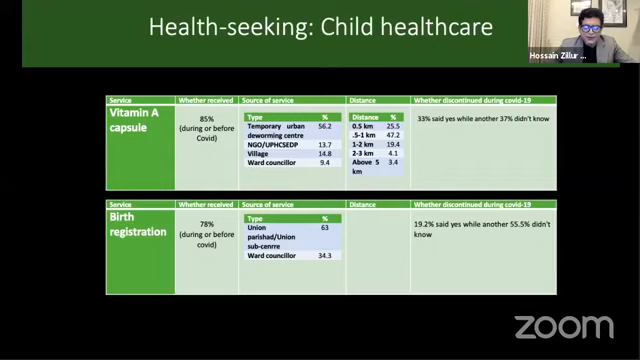 Health-seeking: Child healthcare
Hossain Zillur ...
Service Whether received Source of service Distance Whether discontinued during covid-19
Vitamin A capsule
85%
(during or before Covid)
Type %
Temporary urban deworming centre 56.2
NGO/UPHCSEDP 13.7
Village 14.8
Ward councillor 9.4
Distance %
0.5 km 25.5
.5-1 km 47.2
1-2 km 19.4
2-3 km 4.1
Above 5 km 3.4
33% said yes while another 37% didn't know
Service Whether received Source of service Distance Whether discontinued during covid-19
Birth registration
78%
(during or before covid)
Type %
Union parishad/Union sub-cenrre 63
Ward councillor 34.3
19.2% said yes while another 55.5% didn't know
zoom